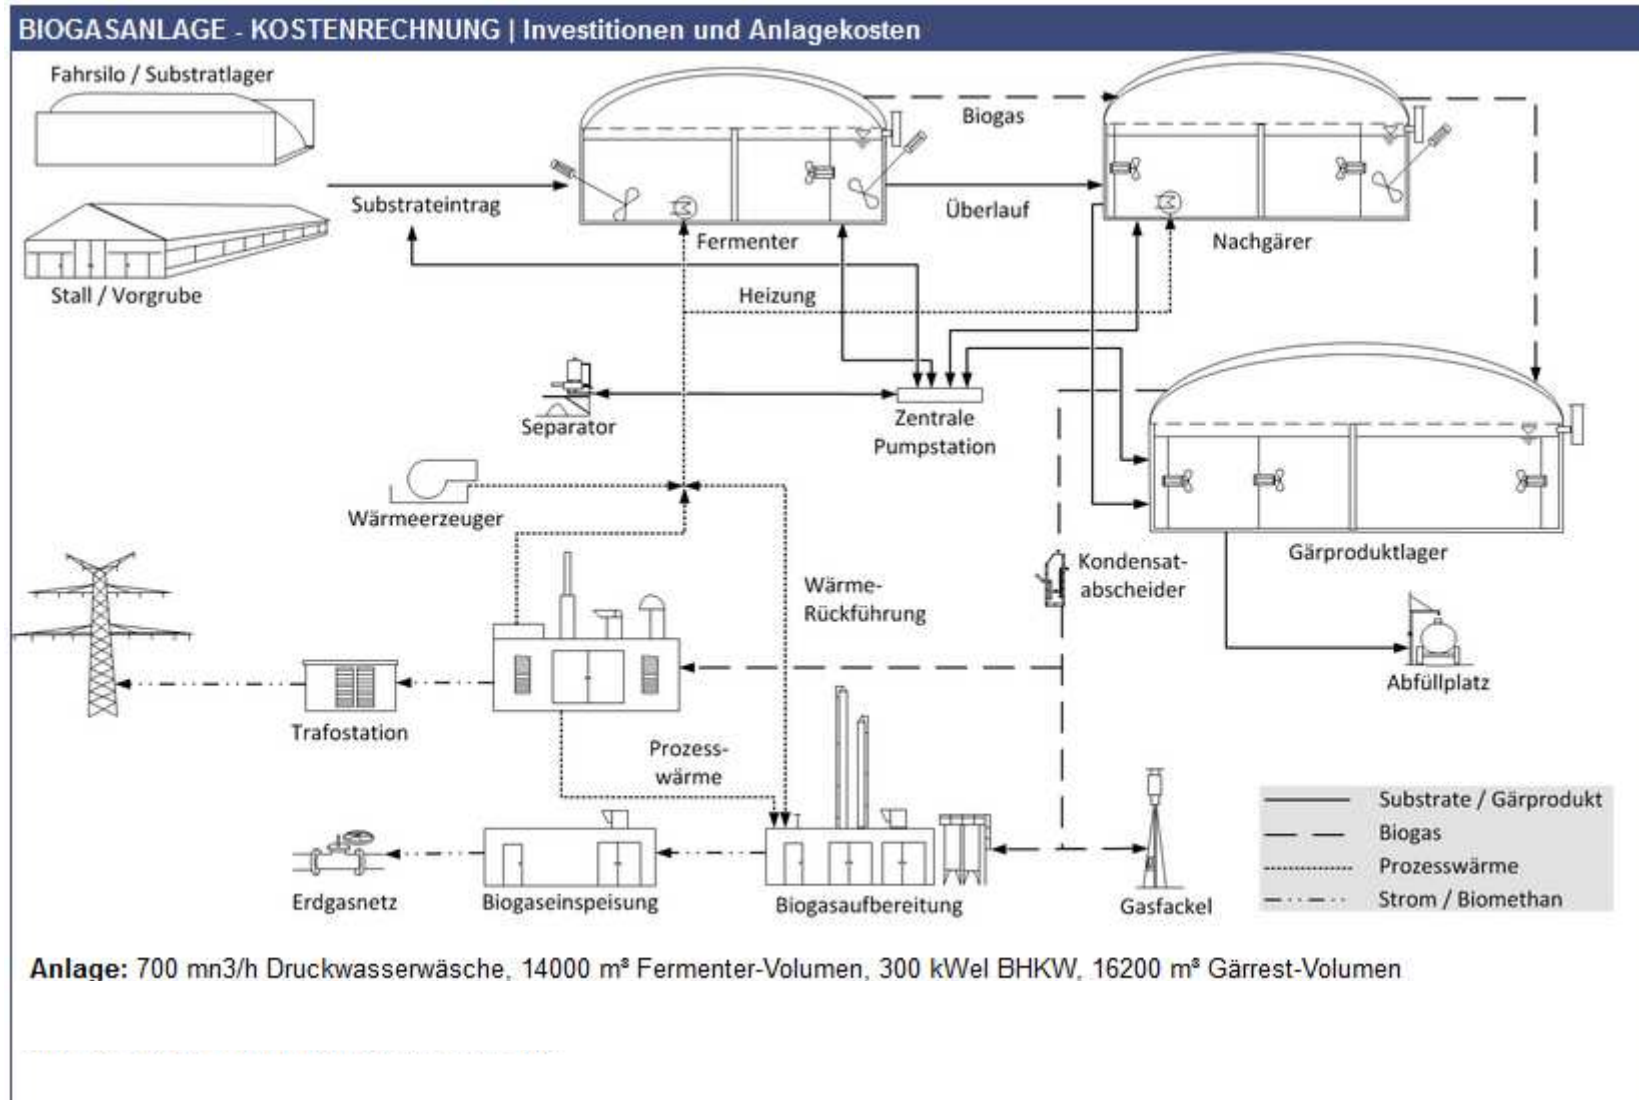 BIOGASANLAGE - KOSTENRECHNUNG | Investitionen und Anlagekosten
Fahrsilo / Substratlager
Biogas
Substrateintrag
Überlauf
Fermenter
Nachgärer
Stall / Vorgrube
Heizung
Separator
Zentrale
Pumpstation
Wärmeerzeuger
Gärproduktlager
Kondensat-
abscheider
Wärme-
Rückführung
Abfüllplatz
Trafostation
Prozess-
wärme
Substrate / Gärprodukt
Biogas
Prozesswärme
Strom / Biomethan
Erdgasnetz
Biogaseinspeisung
Biogasaufbereitung
Gasfackel
Anlage: 700 mn3/h Druckwasserwäsche, 14000 m³ Fermenter-Volumen, 300 kWel BHKW, 16200 m³ Gärrest-Volumen